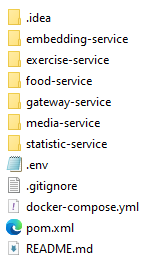 .idea
embedding-service
exercise-service
food-service
gateway-service
media-service
statistic-service
.env
.gitignore
docker-compose.yml
pom.xml
README.md